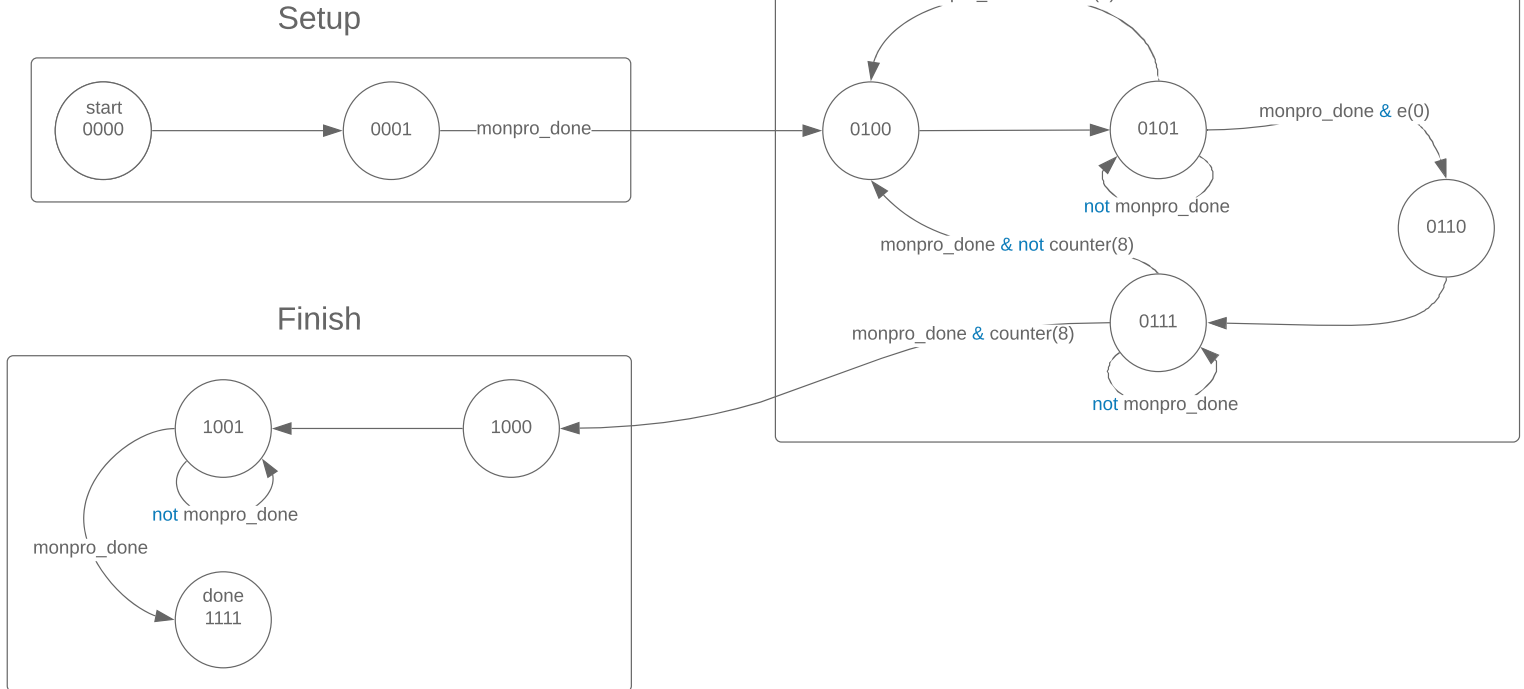 Setup
start
0000
0001
monpro_done
0100
0101
monpro_done & e(0)
not monpro_done
0110
monpro_done & not counter(8)
0111
monpro_done & counter(8)
not monpro_done
Finish
1001
1000
not monpro_done
monpro_done
done
1111